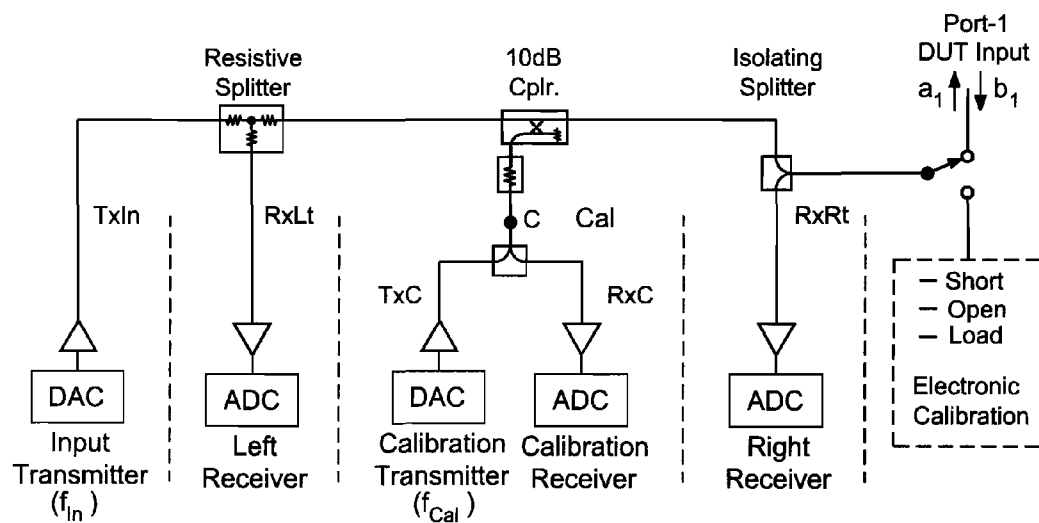 Resistive
Splitter
10dB
Cplr.
Isolating
Splitter
Port-1
DUT Input
a1
b1
TxIn
RxLt
C
Cal
RxRt
TxC
RxC
DAC
ADC
DAC
ADC
ADC
Input
Transmitter
(fIn)
Left
Receiver
Calibration
Transmitter
(fCal)
Calibration
Receiver
Right
Receiver
Short
Open
Load
Electronic
Calibration